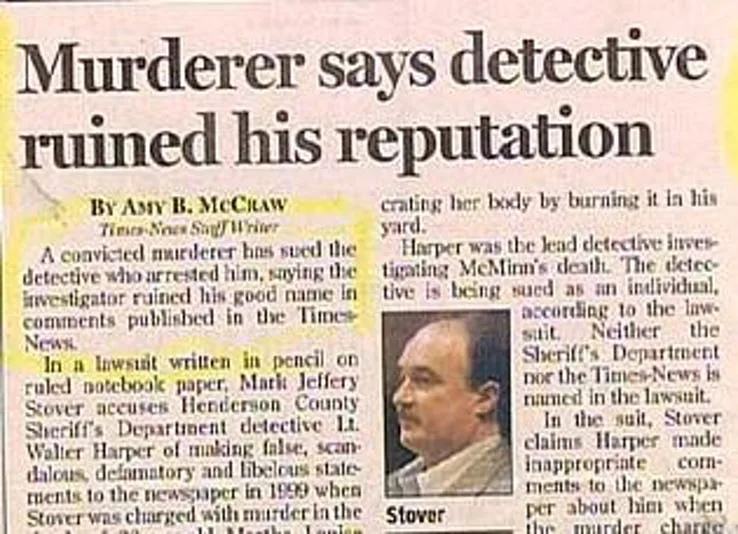 Murderer says detective
ruined his reputation
BY AMY B. MCCRAW
Times-News Staff Writer
A convicted murderer has sued the
detective who arrested him, saying the
investigator ruined his good name in
comments published in the Times-
News.
In a lawsuit written in pencil on
ruled notebook paper, Mark Jeffery
Stover accuses Henderson County
Sheriff's Department detective Lt.
Walter Harper of making false, scan-
dalous, defamatory and libelous state-
ments to the newspaper in 1999 when
Stover was charged with murder in the
crating her body by burning it in his
yard.
Harper was the lead detective inves-
tigating McMinn's death. The detec-
tive is being sued as an individual,
according to the law-
suit. Neither the
Sheriff's Department
nor the Times-News is
named in the lawsuit.
In the suit, Stover
claims Harper made
inappropriate com-
ments to the newspa-
per about him when
the murder charge
Stover